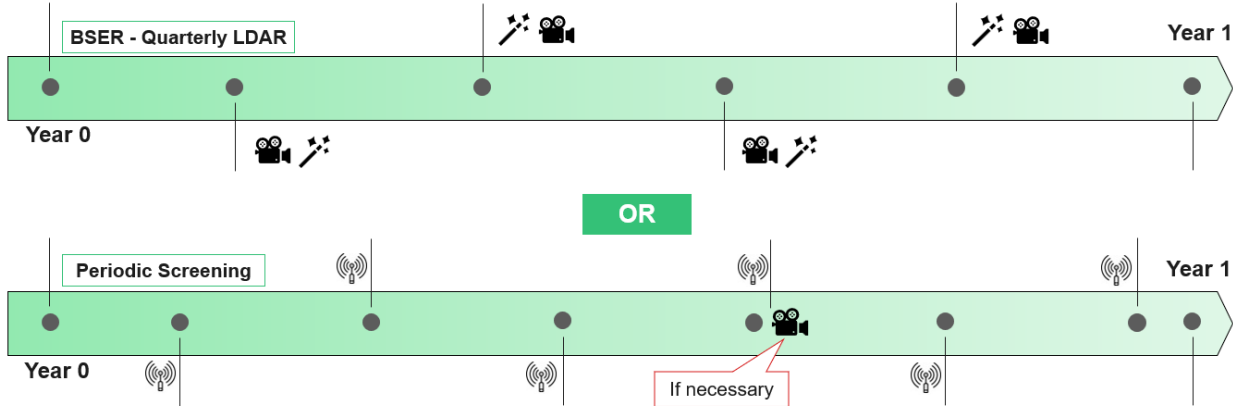 BSER - Quarterly LDAR
Year 1
Year 0
OR
Periodic Screening
Year 1
Year 0
If necessary